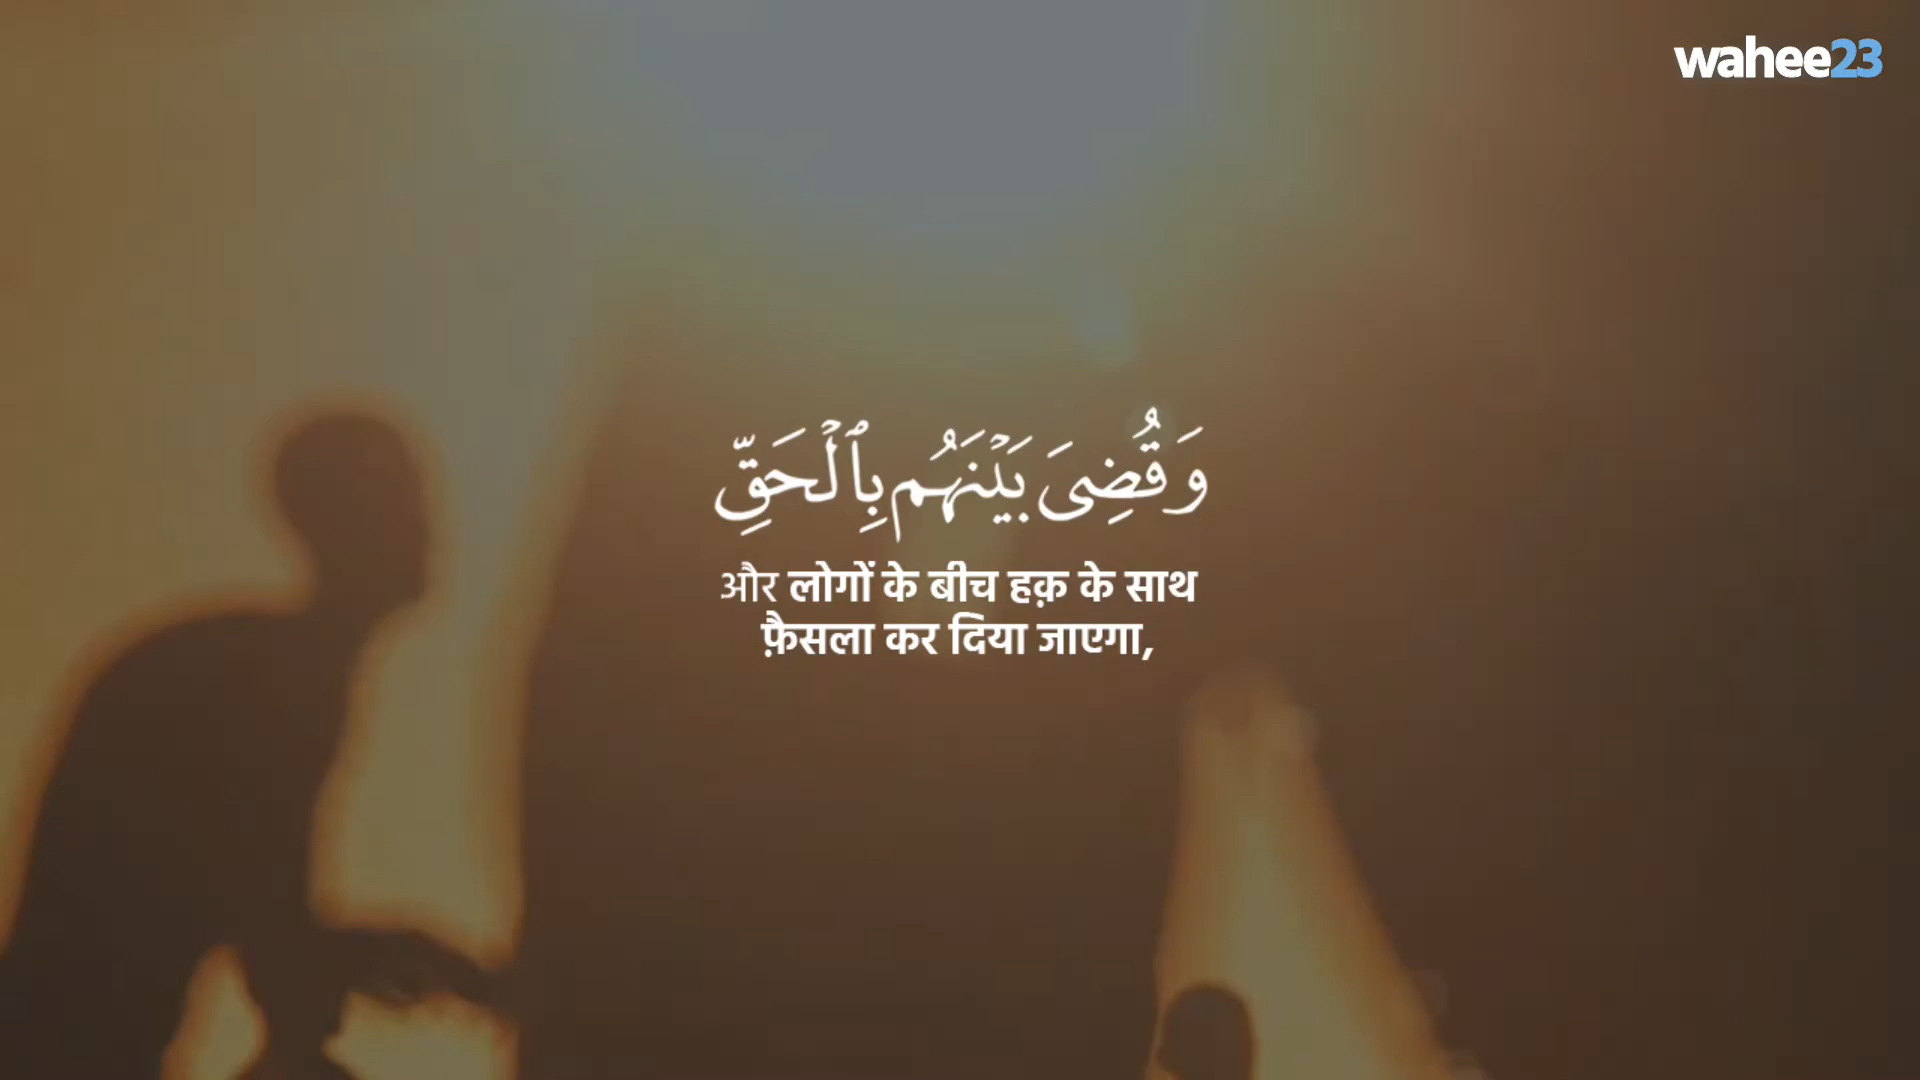 wahee23
وَقُضِىَ بَيْنَهُم بِٱلْحَقِّ
और लोगों के बीच हक़ के साथ
फ़ैसला कर दिया जाएगा,